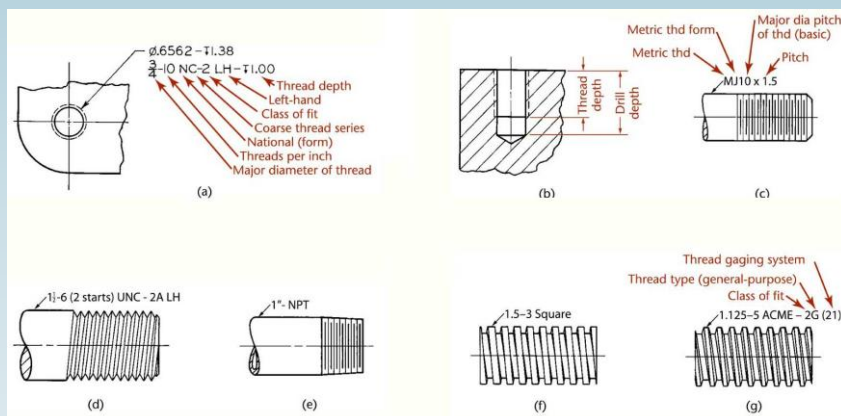 ø.6562-↧1.38
3/4-10 NC-2 LH-↧1.00
Thread depth
Left-hand
Class of fit
Coarse thread series
National (form)
Threads per inch
Major diameter of thread
(a)
Thread depth
Drill depth
(b)
Major dia pitch
of thd (basic)
Metric thd form
Metric thd
Pitch
MJ10 x 1.5
(c)
(2 starts) UNC - 2A LH
(d)
1"- NPT
(e)
1.5–3 Square
(f)
Thread gaging system
Thread type (general-purpose)
Class of fit
1.125–5 ACME – 2G (21)
(g)